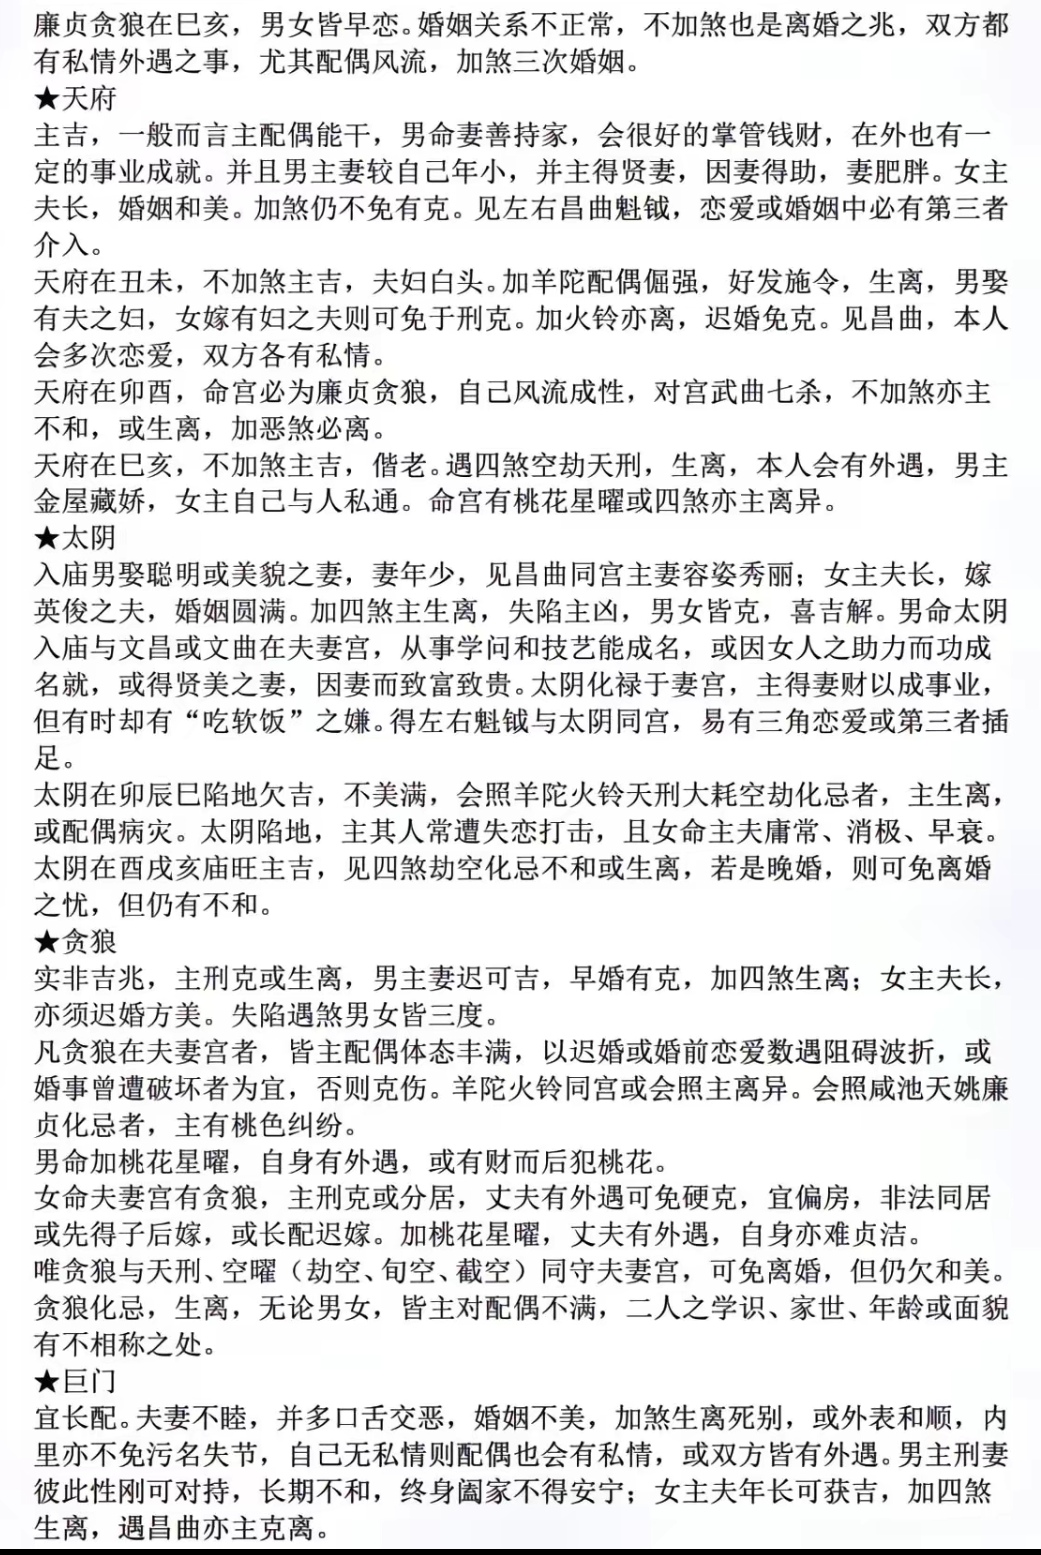 廉贞贪狼在巳亥，男女皆早恋。婚姻关系不正常，不加煞也是离婚之兆，双方都
有私情外遇之事，尤其配偶风流，加煞三次婚姻。
★天府
主吉，一般而言主配偶能干，男命妻善持家，会很好的掌管钱财，在外也有一
定的事业成就。并且男主妻较自己年小，并主得贤妻，因妻得助，妻肥胖。女主
夫长，婚姻和美。加煞仍不免有克。见左右昌曲魁钺，恋爱或婚姻中必有第三者
介入。
天府在丑未，不加煞主吉，夫妇白头。加羊陀配偶倔强，好发施令，生离，男娶
有夫之妇，女嫁有妇之夫则可免于刑克。加火铃亦离，迟婚免克。见昌曲，本人
会多次恋爱，双方各有私情。
天府在卯酉，命宫必为廉贞贪狼，自己风流成性，对宫武曲七杀，不加煞亦主
不和，或生离，加恶煞必离。
天府在巳亥，不加煞主吉，偕老。遇四煞空劫天刑，生离，本人会有外遇，男主
金屋藏娇，女主自己与人私通。命宫有桃花星曜或四煞亦主离异。
★太阴
入庙男娶聪明或美貌之妻，妻年少，见昌曲同宫主妻容姿秀丽；女主夫长，嫁
英俊之夫，婚姻圆满。加四煞主生离，失陷主凶，男女皆克，喜吉解。男命太阴
入庙与文昌或文曲在夫妻宫，从事学问和技艺能成名，或因女人之助力而功成
名就，或得贤美之妻，因妻而致富致贵。太阴化禄于妻宫，主得妻财以成事业，
但有时却有“吃软饭”之嫌。得左右魁钺与太阴同宫，易有三角恋爱或第三者插
足。
太阴在卯辰巳陷地欠吉，不美满，会照羊陀火铃天刑大耗空劫化忌者，主生离，
或配偶病灾。太阴陷地，主其人常遭失恋打击，且女命主夫庸常、消极、早衰。
太阴在酉戌亥庙旺主吉，见四煞劫空化忌不和或生离，若是晚婚，则可免离婚
之忧，但仍有不和。
★贪狼
实非吉兆，主刑克或生离，男主妻迟可吉，早婚有克，加四煞生离；女主夫长，
亦须迟婚方美。失陷遇煞男女皆三度。
凡贪狼在夫妻宫者，皆主配偶体态丰满，以迟婚或婚前恋爱数遇阻碍波折，或
婚事曾遭破坏者为宜，否则克伤。羊陀火铃同宫或会照主离异。会照咸池天姚廉
贞化忌者，主有桃色纠纷。
男命加桃花星曜，自身有外遇，或有财而后犯桃花。
女命夫妻宫有贪狼，主刑克或分居，丈夫有外遇可免硬克，宜偏房，非法同居
或先得子后嫁，或长配迟嫁。加桃花星曜，丈夫有外遇，自身亦难贞洁。
唯贪狼与天刑、空曜（劫空、旬空、截空）同守夫妻宫，可免离婚，但仍欠和美。
贪狼化忌，生离，无论男女，皆主对配偶不满，二人之学识、家世、年龄或面貌
有不相称之处。
★巨门
宜长配。夫妻不睦，并多口舌交恶，婚姻不美，加煞生离死别，或外表和顺，内
里亦不免污名失节，自己无私情则配偶也会有私情，或双方皆有外遇。男主刑妻
彼此性刚可对持，长期不和，终身阖家不得安宁；女主夫年长可获吉，加四煞
生离，遇昌曲亦主克离。